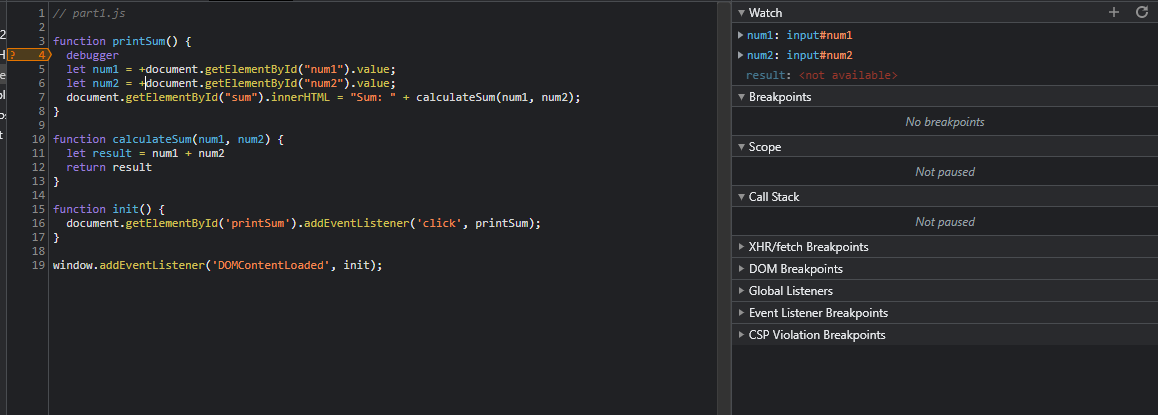 2
H
e
ol
os
t
1 // part1.js
2
3 function printSum() {
? 4 debugger
5 let num1 = +document.getElementById("num1").value;
6 let num2 = +document.getElementById("num2").value;
7 document.getElementById("sum").innerHTML = "Sum: " + calculateSum(num1, num2);
8 }
9
10 function calculateSum(num1, num2) {
11 let result = num1 + num2
12 return result
13 }
14
15 function init() {
16 document.getElementById('printSum').addEventListener('click', printSum);
17 }
18
19 window.addEventListener('DOMContentLoaded', init);
Watch
num1: input#num1
num2: input#num2
result: <not available>
Breakpoints
No breakpoints
Scope
Not paused
Call Stack
Not paused
XHR/fetch Breakpoints
DOM Breakpoints
Global Listeners
Event Listener Breakpoints
CSP Violation Breakpoints